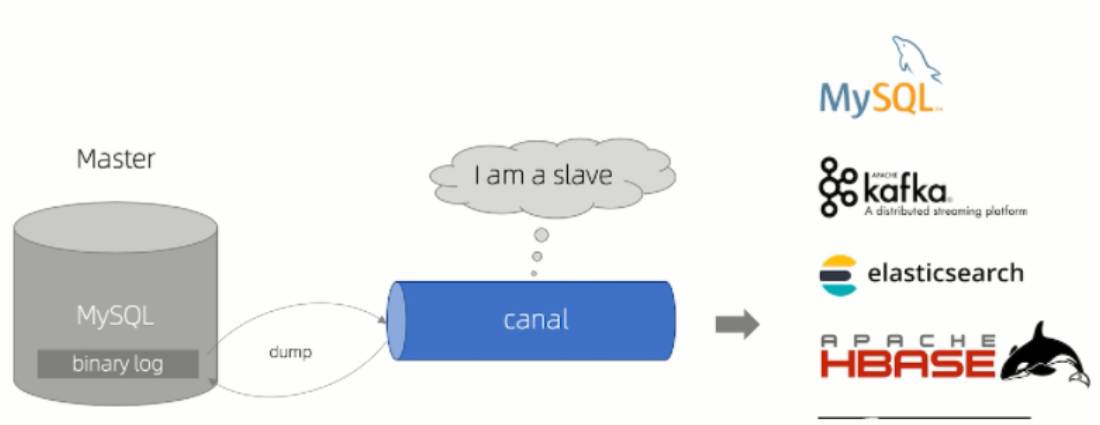 Master
MySQL
binary log
dump
I am a slave
canal
MySQL
APACHE
kafka
A distributed streaming platform
elasticsearch
APACHE
HBASE